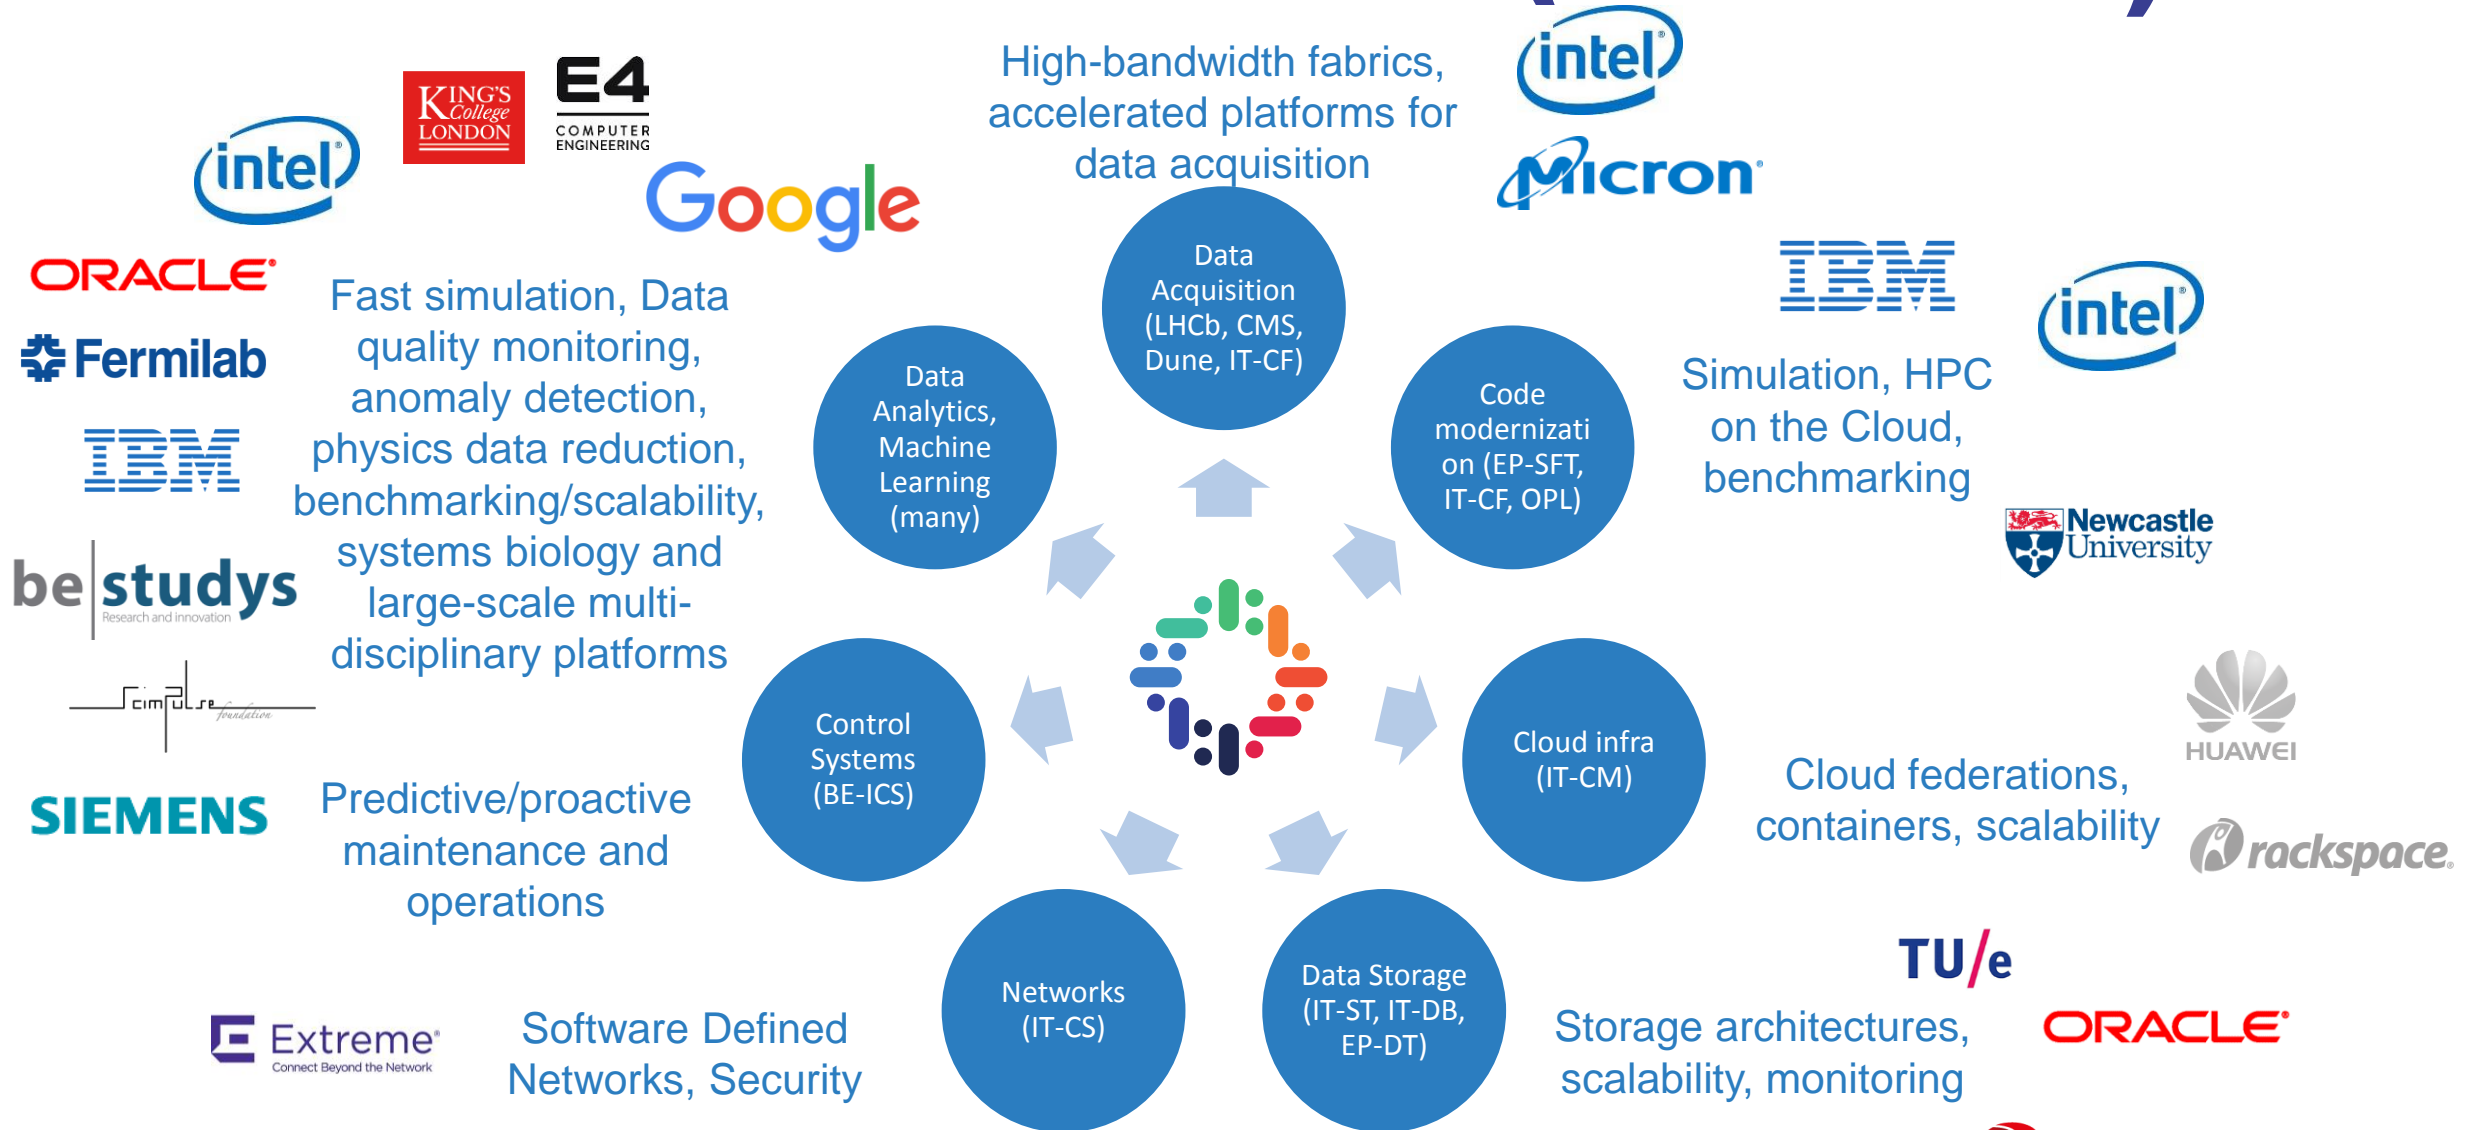 High-bandwidth fabrics,
accelerated platforms for
data acquisition
intel
Micron
KING'S
College
LONDON
E4
COMPUTER
ENGINEERING
intel
Google
ORACLE
Fermilab
IBM
be studys
Research and innovation
scimpulse
foundation
SIEMENS
Fast simulation, Data
quality monitoring,
anomaly detection,
physics data reduction,
benchmarking/scalability,
systems biology and
large-scale multi-
disciplinary platforms
Data
Acquisition
(LHCb, CMS,
Dune, IT-CF)
Data
Analytics,
Machine
Learning
(many)
Code
modernizati
on (EP-SFT,
IT-CF, OPL)
IBM
intel
Simulation, HPC
on the Cloud,
benchmarking
Newcastle
University
Control
Systems
(BE-ICS)
Predictive/proactive
maintenance and
operations
Cloud infra
(IT-CM)
Cloud federations,
containers, scalability
HUAWEI
rackspace.
Extreme
Connect Beyond the Network
Software Defined
Networks, Security
Networks
(IT-CS)
Data Storage
(IT-ST, IT-DB,
EP-DT)
Storage architectures,
scalability, monitoring
TU/e
ORACLE